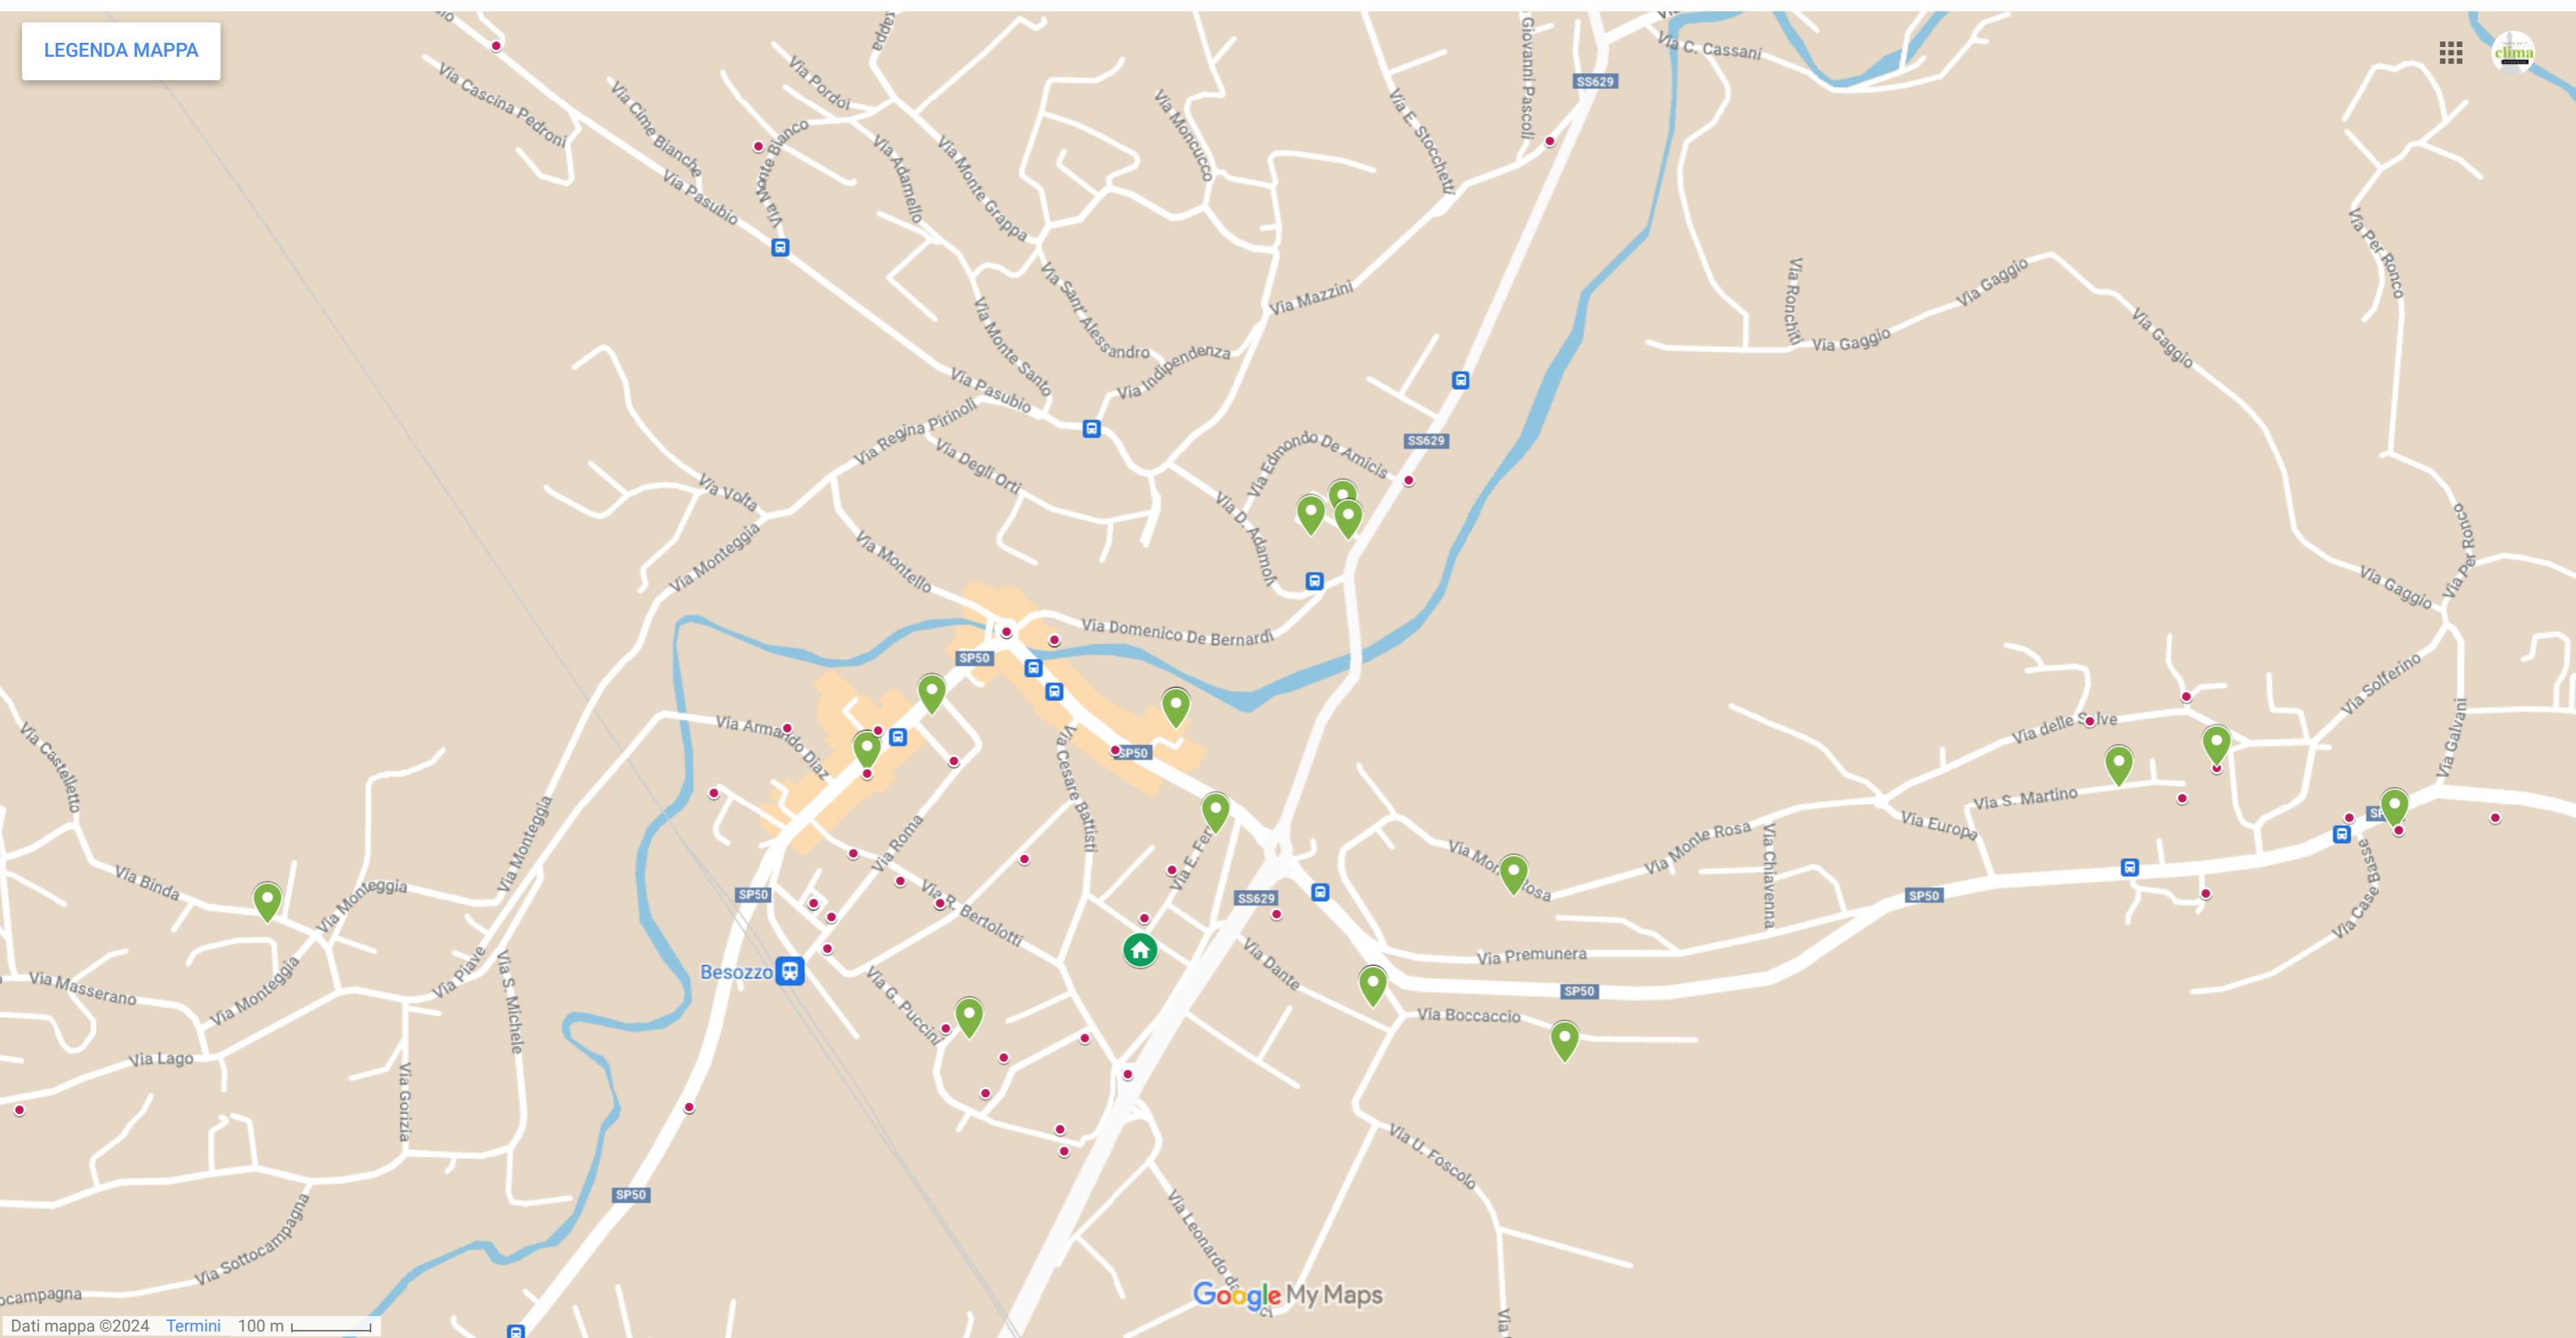 LEGENDA MAPPA
Via Cascina Pedroni
Via Cime Bianche
Via Pasubio
Via Monte Bianco
Via Pordoi
Via Adamello
Via Monte Grappa
Via Moncucco
Via E. Stocchetti
Giovanni Pascoli
SS629
Via C. Cassani
clima
Via Mazzini
Via Sant' Alessandro
Via Monte Santo
Via Indipendenza
Via Pasubio
Via Regina Pirinoli
Via Degli Orti
Via Ronchiti
Via Gaggio
Via Gaggio
Via Gaggio
Via Per Ronco
SS629
Via Edmondo De Amicis
Via D. Adamoli
Via Volta
Via Monteggia
Via Montello
Via Domenico De Bernardi
Via Gaggio
Via Per Ronco
SP50
Via Solferino
Via Castelletto
Via Armando Diaz
Via Cesare Battisti
SP50
Via delle Selve
Via Galvani
Via S. Martino
Via Monteggia
Via Roma
Via E. Fer
Via Monte Rosa
Via Chiavenna
Via Europa
Via Case Basse
Via Binda
Via Monteggia
SP50
Via R. Bertolotti
SS629
SP50
Via Dante
Via Premunera
Besozzo
Via Masserano
Via Monteggia
Via Piave
Via S. Michele
Via G. Puccini
SP50
Via Boccaccio
Via Lago
Via Gorizia
Via U. Foscolo
SP50
Via Sottocampagna
Via Leonardo da
ocampagna
Google My Maps
Dati mappa ©2024 Termini 100 m